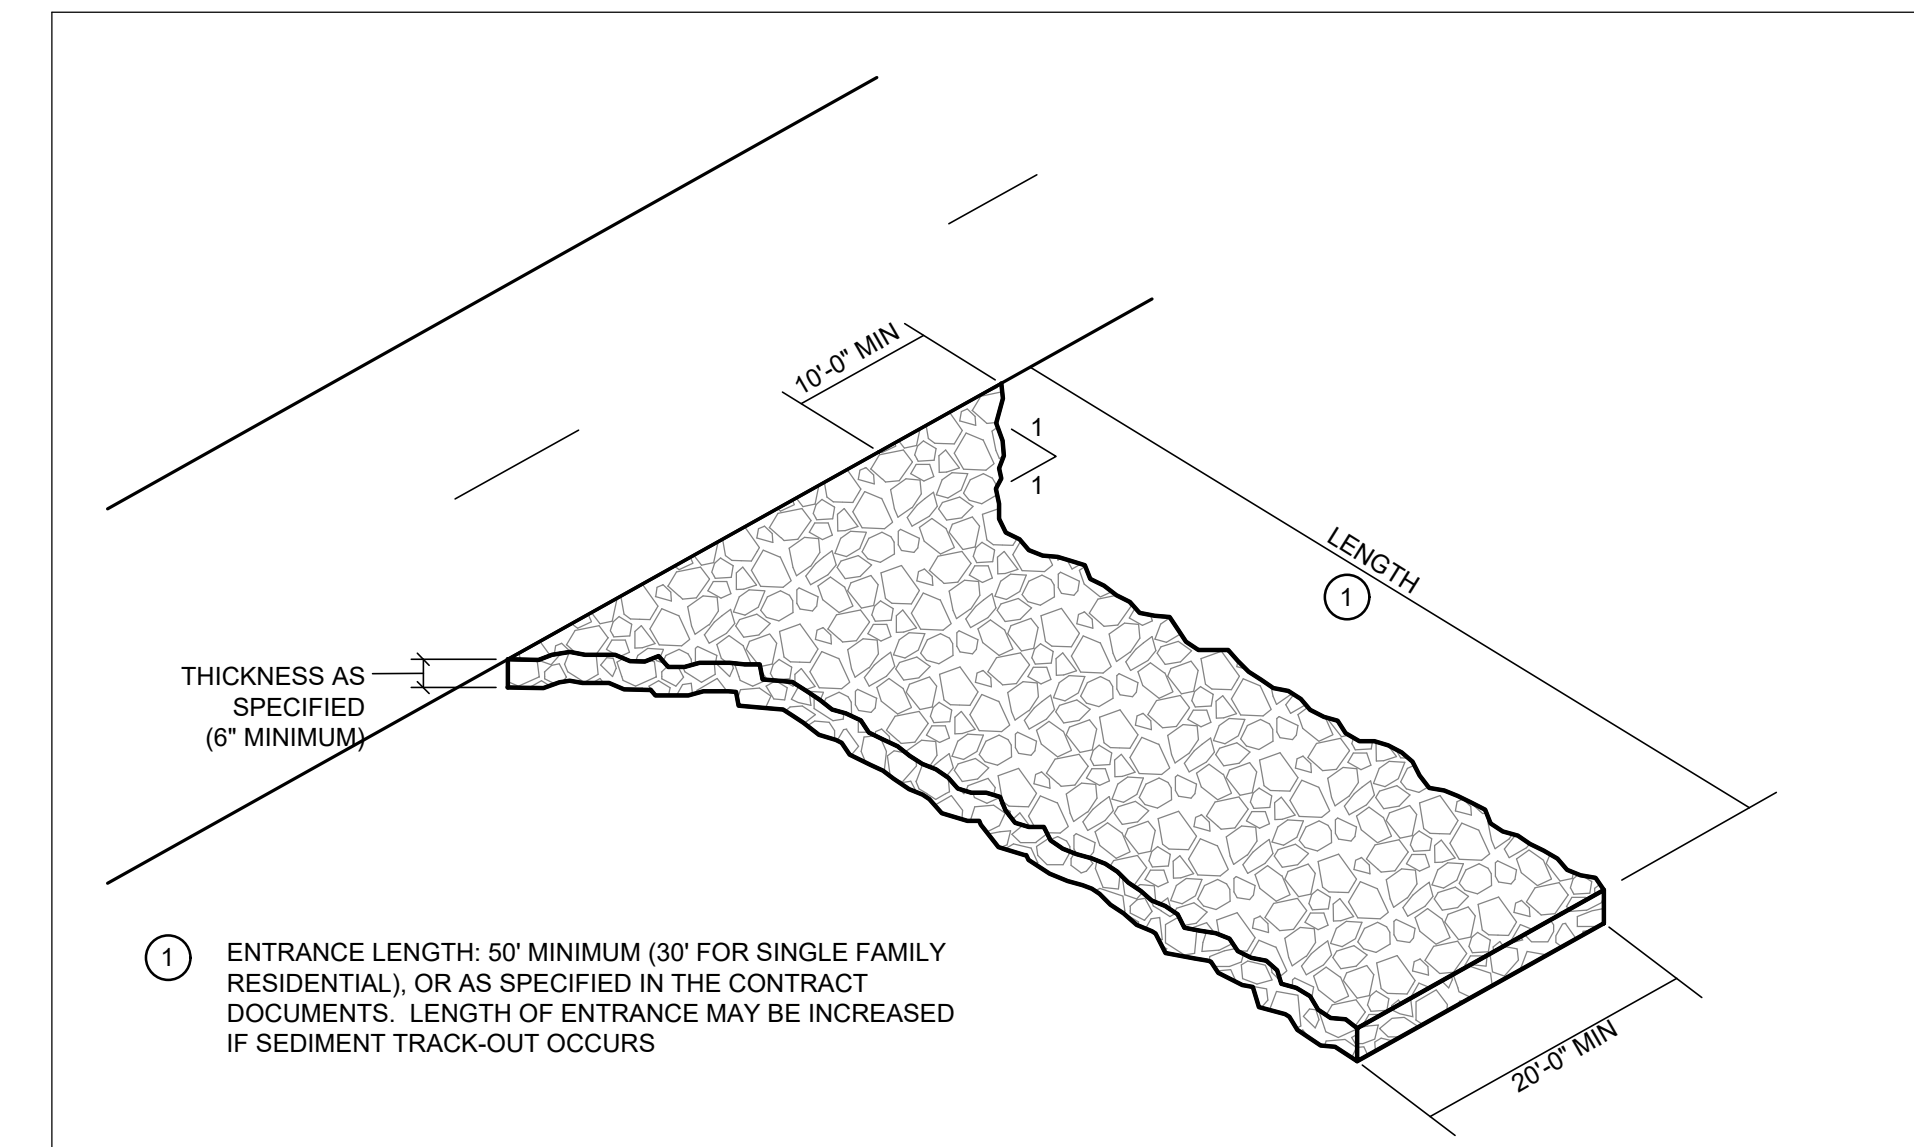 10'-0" MIN
1
1
LENGTH
1
THICKNESS AS
SPECIFIED
(6" MINIMUM)
1
ENTRANCE LENGTH: 50' MINIMUM (30' FOR SINGLE FAMILY
RESIDENTIAL), OR AS SPECIFIED IN THE CONTRACT
DOCUMENTS.  LENGTH OF ENTRANCE MAY BE INCREASED
IF SEDIMENT TRACK-OUT OCCURS
20'-0" MIN